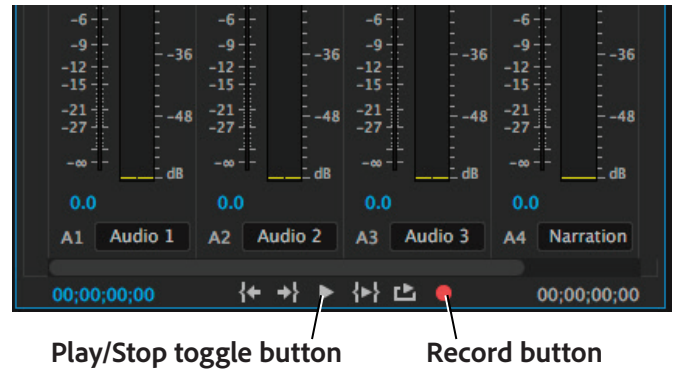 -6 -6 -6 -6
-9 -36 -9 -36 -9 -36 -9 -36
-12 -12 -12 -12
-15 -15 -15 -15
-21 -48 -21 -48 -21 -48 -21 -48
-27 -27 -27 -27
-∞ dB -∞ dB -∞ dB -∞ dB
0.0 0.0 0.0 0.0
A1 Audio 1 A2 Audio 2 A3 Audio 3 A4 Narration
00;00;00;00 00;00;00;00
Play/Stop toggle button Record button